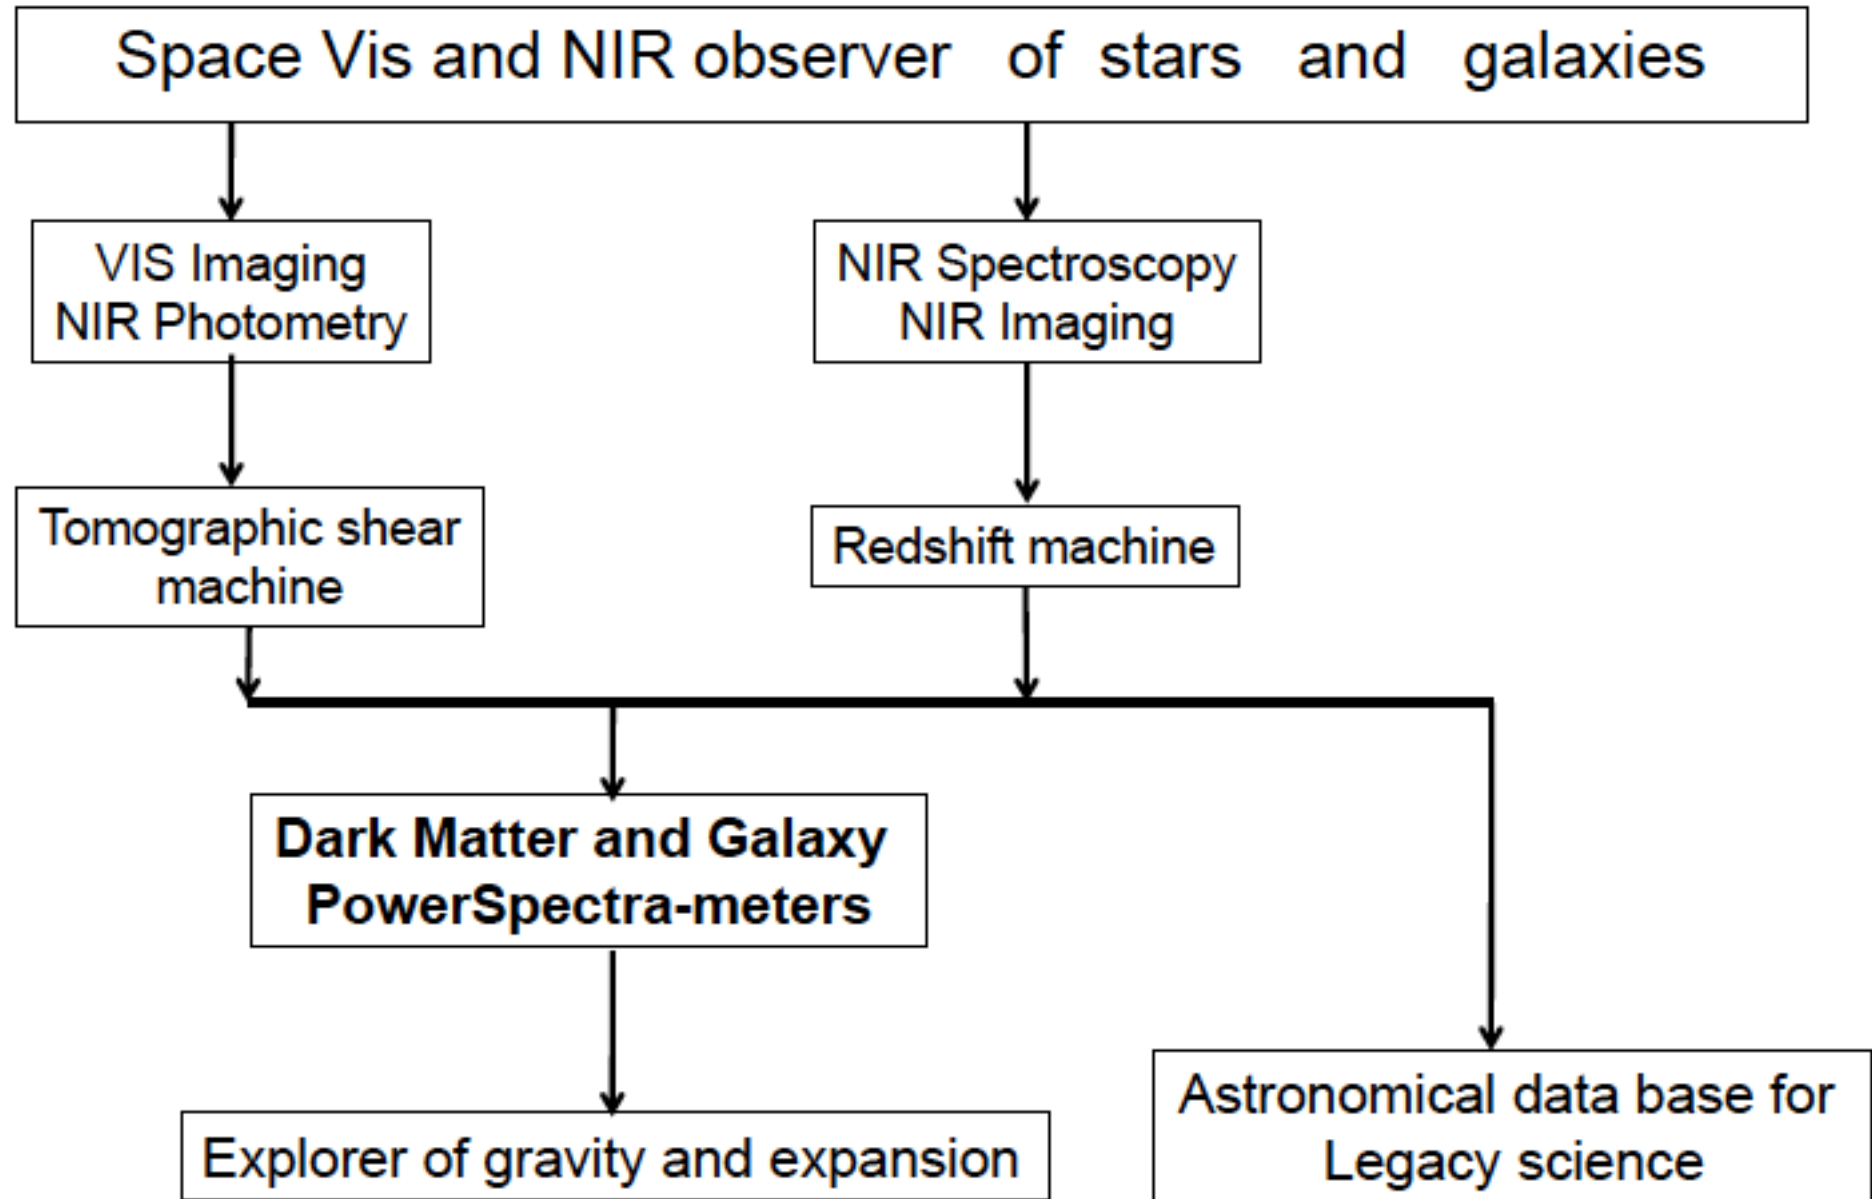 Space Vis and NIR observer of stars and galaxies
VIS Imaging
NIR Photometry
NIR Spectroscopy
NIR Imaging
Tomographic shear
machine
Redshift machine
Dark Matter and Galaxy
PowerSpectra-meters
Explorer of gravity and expansion
Astronomical data base for
Legacy science